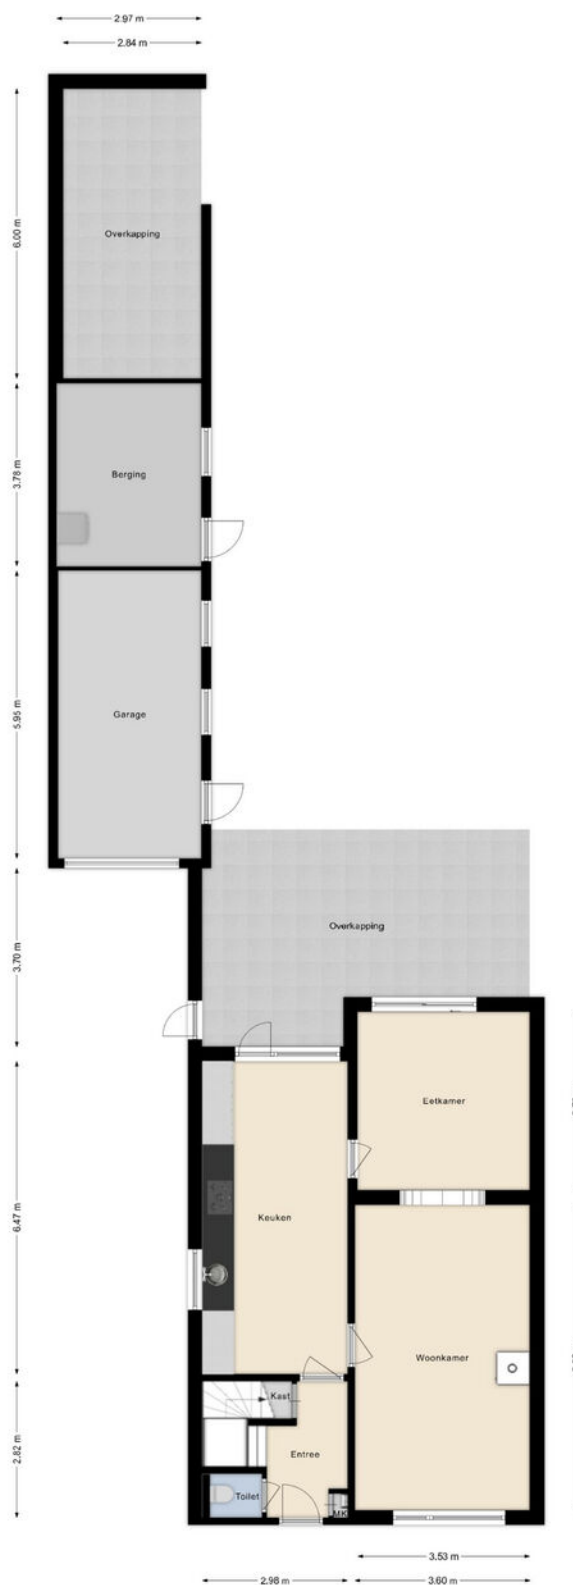 2.97 m
2.84 m
6.00 m
Overkapping
3.78 m
Berging
5.95 m
Garage
3.70 m
Overkapping
Eetkamer
6.47 m
Keuken
Woonkamer
2.82 m
Kast
Entree
Toilet
MK
3.53 m
2.98 m
3.60 m